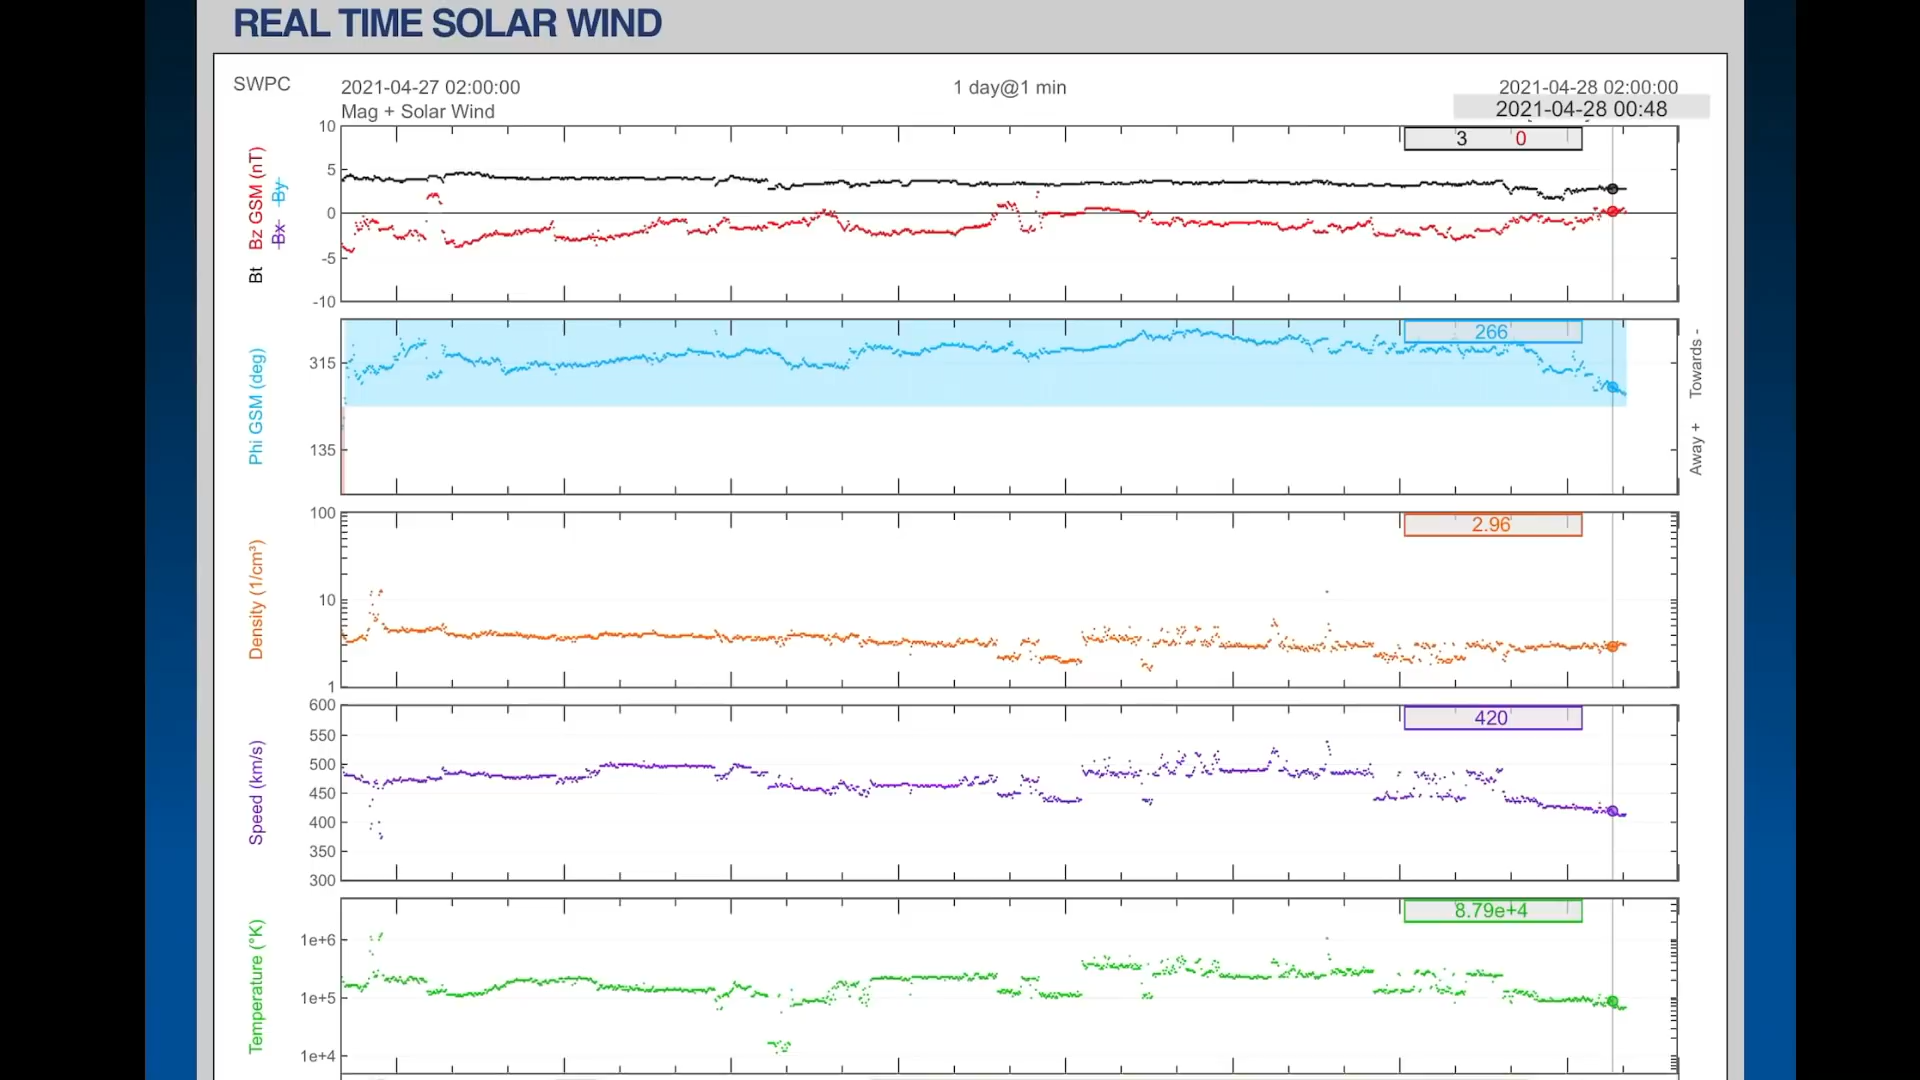 REAL TIME SOLAR WIND
SWPC
2021-04-27 02:00:00
1 day@1 min
2021-04-28 02:00:00
Mag + Solar Wind
2021-04-28 00:48
Bt Bz GSM (nT)
Bx By
10
5
0
-5
-10
3 0
Phi GSM (deg)
315
135
266
Towards -
Away +
Density (1/cm³)
100
10
1
2.96
Speed (km/s)
600
550
500
450
400
350
300
420
Temperature (°K)
1e+6
1e+5
1e+4
8.79e+4